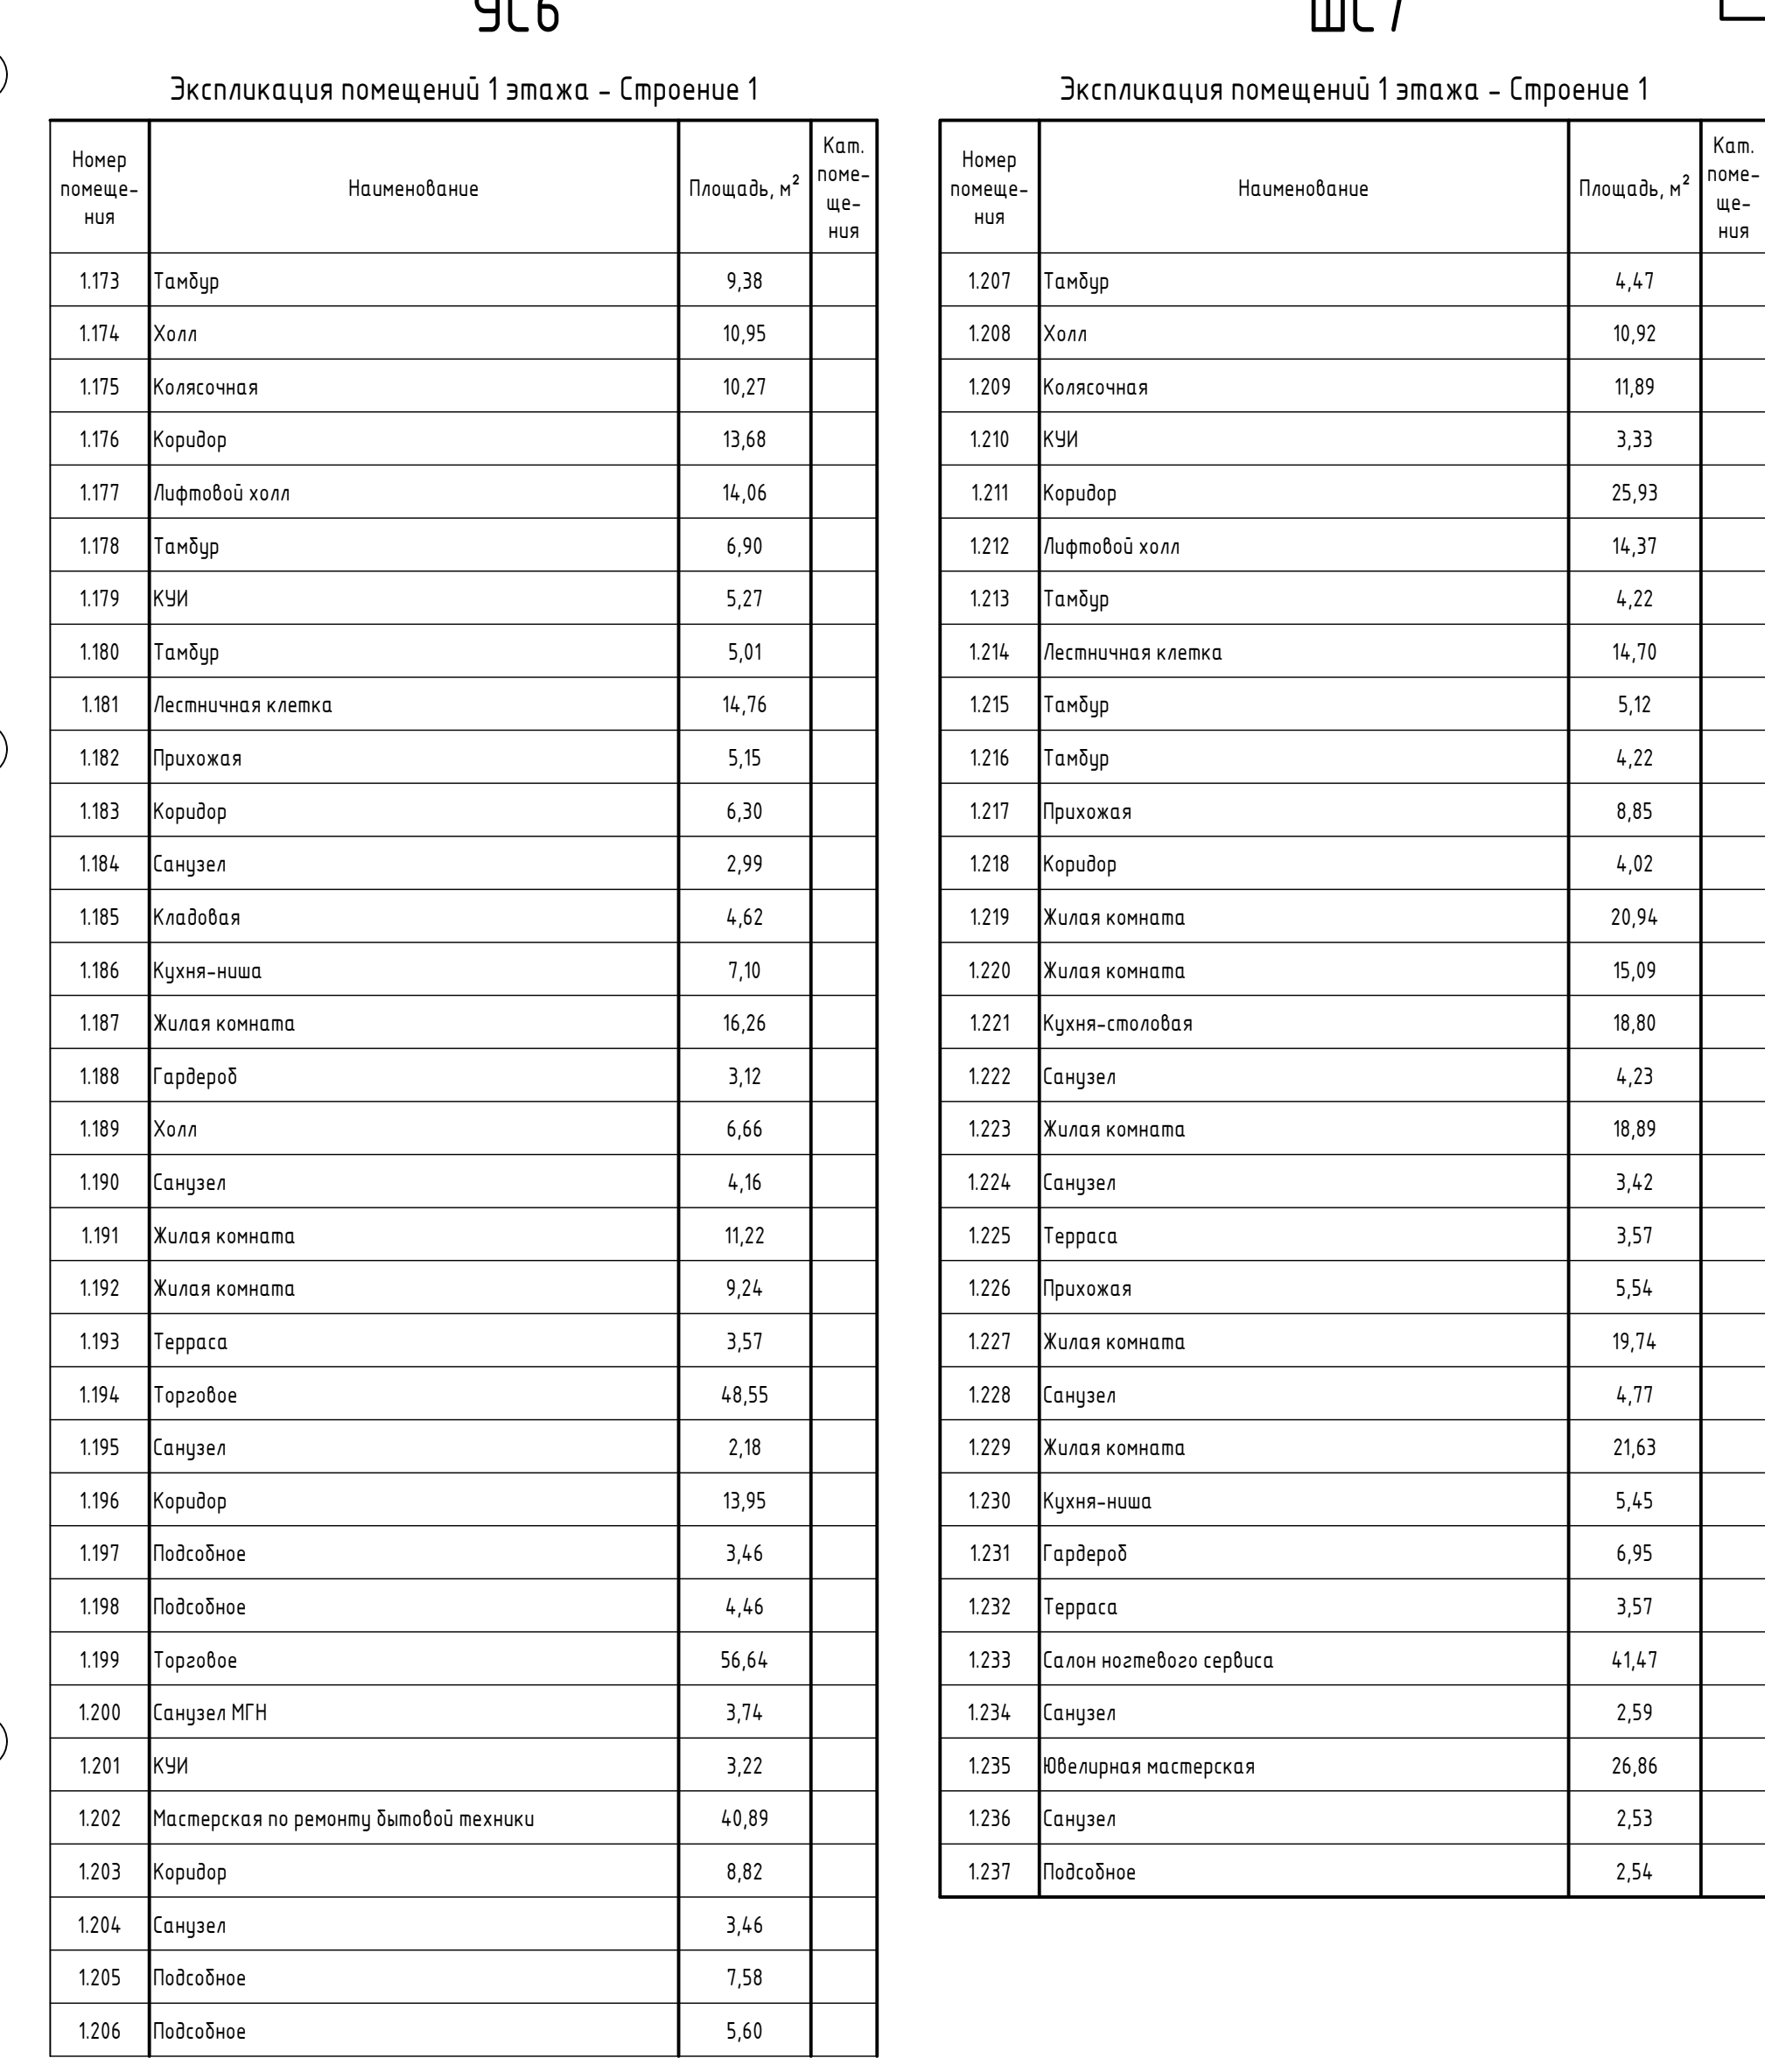 Экспликация помещений 1 этажа - Строение 1
Номер помеще-ния Наименование Площадь, м² Кат. поме-ще-ния
1.173 Тамбур 9,38
1.174 Холл 10,95
1.175 Колясочная 10,27
1.176 Коридор 13,68
1.177 Лифтовой холл 14,06
1.178 Тамбур 6,90
1.179 КУИ 5,27
1.180 Тамбур 5,01
1.181 Лестничная клетка 14,76
1.182 Прихожая 5,15
1.183 Коридор 6,30
1.184 Санузел 2,99
1.185 Кладовая 4,62
1.186 Кухня-ниша 7,10
1.187 Жилая комната 16,26
1.188 Гардероб 3,12
1.189 Холл 6,66
1.190 Санузел 4,16
1.191 Жилая комната 11,22
1.192 Жилая комната 9,24
1.193 Терраса 3,57
1.194 Торговое 48,55
1.195 Санузел 2,18
1.196 Коридор 13,95
1.197 Подсобное 3,46
1.198 Подсобное 4,46
1.199 Торговое 56,64
1.200 Санузел МГН 3,74
1.201 КУИ 3,22
1.202 Мастерская по ремонту бытовой техники 40,89
1.203 Коридор 8,82
1.204 Санузел 3,46
1.205 Подсобное 7,58
1.206 Подсобное 5,60
Экспликация помещений 1 этажа - Строение 1
Номер помеще-ния Наименование Площадь, м² Кат. поме-ще-ния
1.207 Тамбур 4,47
1.208 Холл 10,92
1.209 Колясочная 11,89
1.210 КУИ 3,33
1.211 Коридор 25,93
1.212 Лифтовой холл 14,37
1.213 Тамбур 4,22
1.214 Лестничная клетка 14,70
1.215 Тамбур 5,12
1.216 Тамбур 4,22
1.217 Прихожая 8,85
1.218 Коридор 4,02
1.219 Жилая комната 20,94
1.220 Жилая комната 15,09
1.221 Кухня-столовая 18,80
1.222 Санузел 4,23
1.223 Жилая комната 18,89
1.224 Санузел 3,42
1.225 Терраса 3,57
1.226 Прихожая 5,54
1.227 Жилая комната 19,74
1.228 Санузел 4,77
1.229 Жилая комната 21,63
1.230 Кухня-ниша 5,45
1.231 Гардероб 6,95
1.232 Терраса 3,57
1.233 Салон ногтевого сервиса 41,47
1.234 Санузел 2,59
1.235 Ювелирная мастерская 26,86
1.236 Санузел 2,53
1.237 Подсобное 2,54